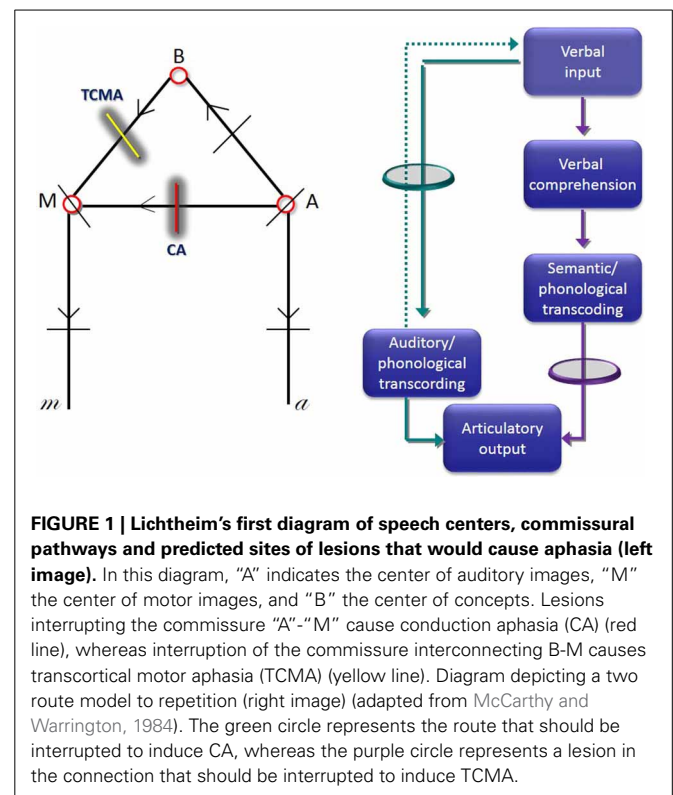 B
TCMA
M
A
CA
m
a
Verbal
input
Verbal
comprehension
Semantic/
phonological
transcoding
Auditory/
phonological
transcording
Articulatory
output
FIGURE 1 | Lichtheim's first diagram of speech centers, commissural
pathways and predicted sites of lesions that would cause aphasia (left
image). In this diagram, "A" indicates the center of auditory images, "M"
the center of motor images, and "B" the center of concepts. Lesions
interrupting the commissure "A"-"M" cause conduction aphasia (CA) (red
line), whereas interruption of the commissure interconnecting B-M causes
transcortical motor aphasia (TCMA) (yellow line). Diagram depicting a two
route model to repetition (right image) (adapted from McCarthy and
Warrington, 1984). The green circle represents the route that should be
interrupted to induce CA, whereas the purple circle represents a lesion in
the connection that should be interrupted to induce TCMA.